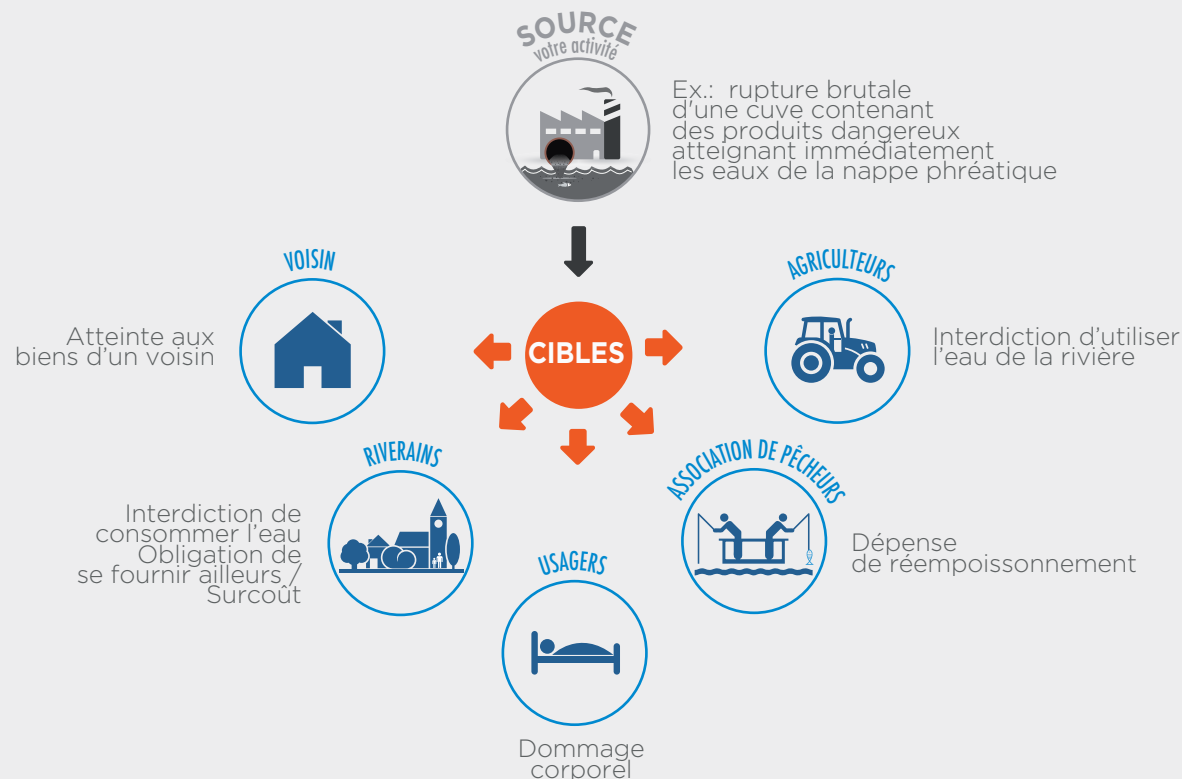 SOURCE
votre activité
Ex.: rupture brutale
d'une cuve contenant
des produits dangereux
atteignant immédiatement
les eaux de la nappe phréatique
VOISIN
Atteinte aux
biens d'un voisin
CIBLES
AGRICULTEURS
Interdiction d'utiliser
l'eau de la rivière
RIVERAINS
Interdiction de
consommer l'eau
Obligation de
se fournir ailleurs /
Surcoût
ASSOCIATION DE PÊCHEURS
Dépense
de réempoissonnement
USAGERS
Dommage
corporel